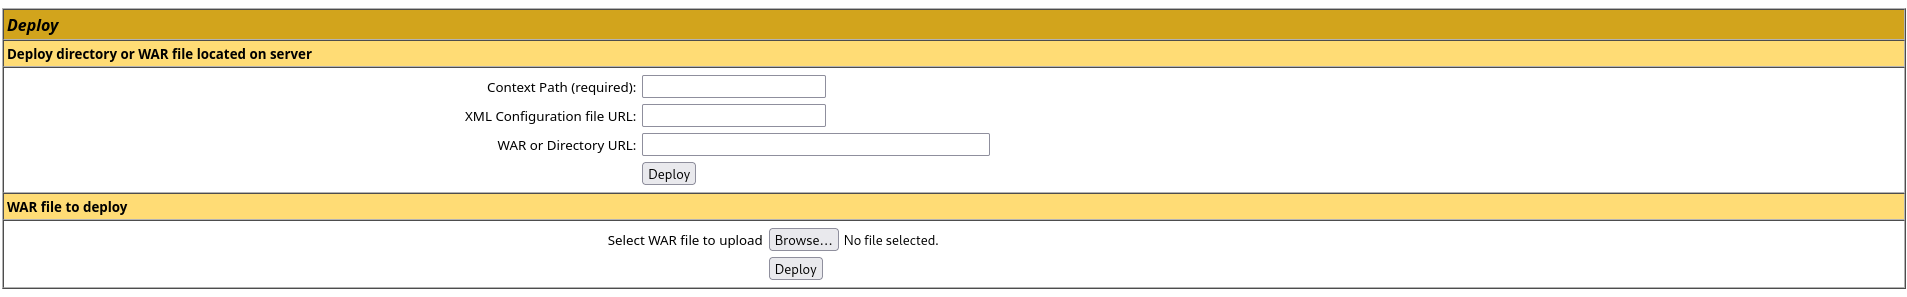 Deploy
Deploy directory or WAR file located on server
Context Path (required):
XML Configuration file URL:
WAR or Directory URL:
Deploy
WAR file to deploy
Select WAR file to upload Browse... No file selected.
Deploy